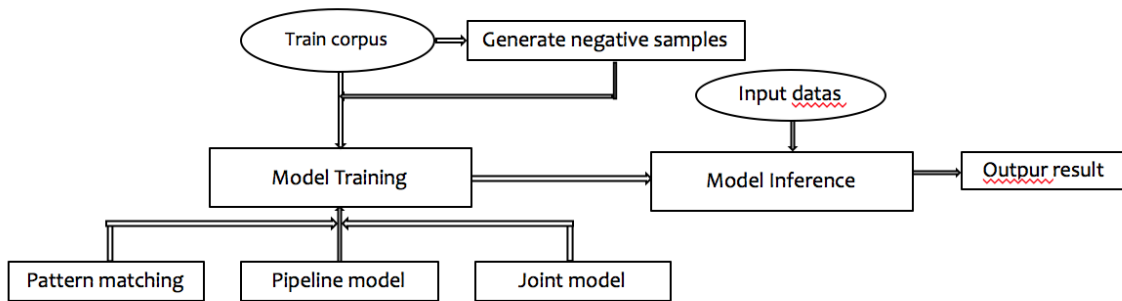 Train corpus
Generate negative samples
Input datas
Model Training
Model Inference
Outpur result
Pattern matching
Pipeline model
Joint model